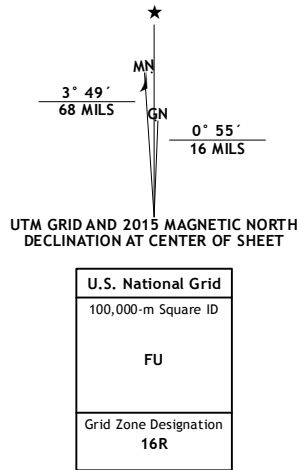 ★
MN
3° 49´
68 MILS
GN
0° 55´
16 MILS
UTM GRID AND 2015 MAGNETIC NORTH
DECLINATION AT CENTER OF SHEET
U.S. National Grid
100,000-m Square ID
FU
Grid Zone Designation
16R